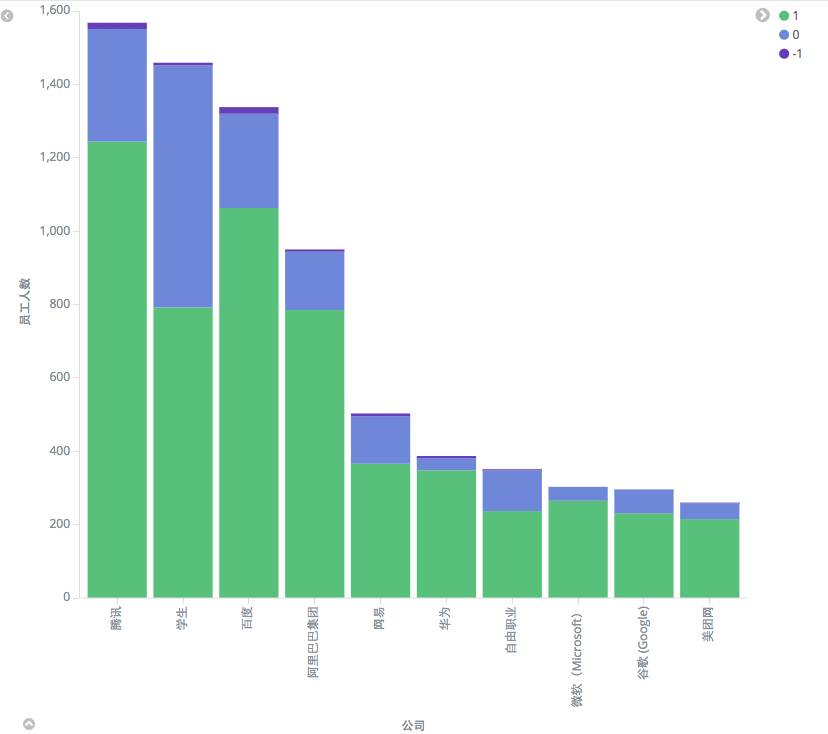 1,600
1,400
1,200
1,000
800
600
400
200
0
员工人数
腾讯
学生
百度
阿里巴巴集团
网易
华为
自由职业
微软（Microsoft）
谷歌 (Google)
美团网
公司
1
0
-1